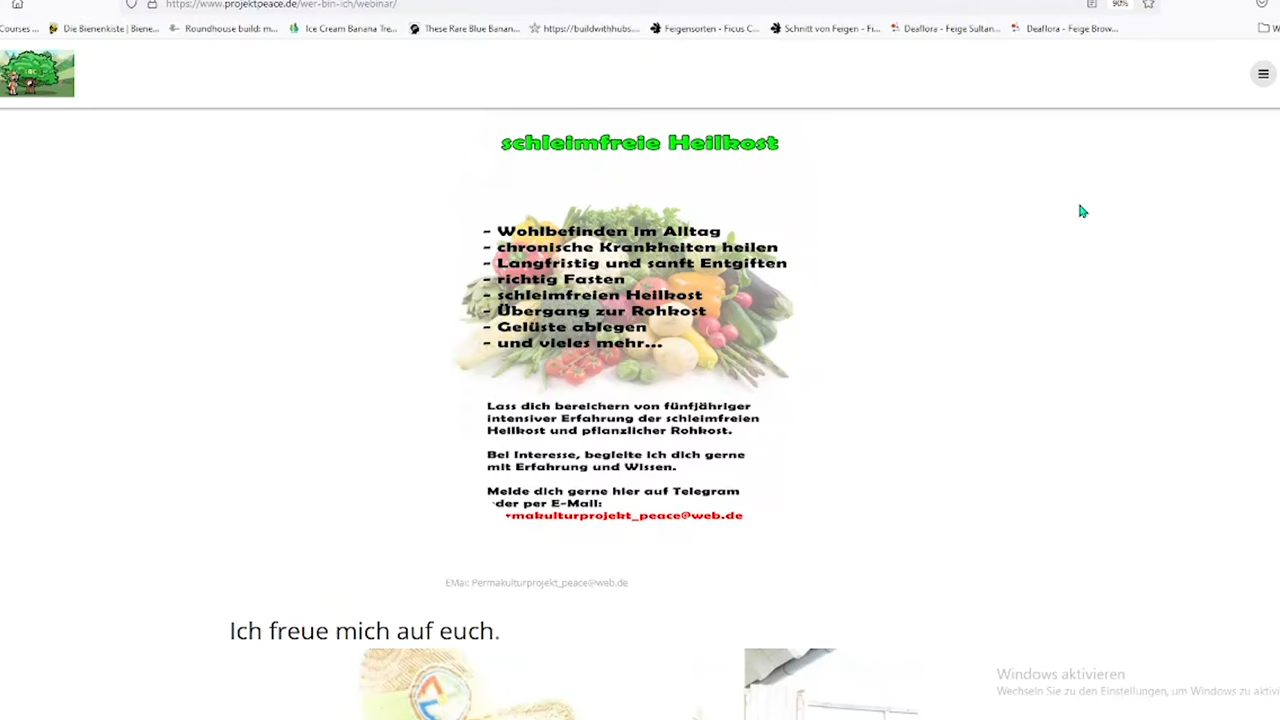 https://www.projektpeace.de/wer-bin-ich/webinar/
90%
Courses ...
Die Bienenkiste | Biene...
Roundhouse build: m...
Ice Cream Banana Tre...
These Rare Blue Banan...
https://buildwithhubs....
Feigensorten - Ficus C...
Schnitt von Feigen - Fi...
Deaflora - Feige Sultan...
Deaflora - Feige Brow...
schleimfreie Heilkost
- Wohlbefinden im Alltag
- chronische Krankheiten heilen
- Langfristig und sanft Entgiften
- richtig Fasten
- schleimfreien Heilkost
- Übergang zur Rohkost
- Gelüste ablegen
- und vieles mehr...
Lass dich bereichern von fünfjähriger
intensiver Erfahrung der schleimfreien
Heilkost und pflanzlicher Rohkost.
Bei Interesse, begleite ich dich gerne
mit Erfahrung und Wissen.
Melde dich gerne hier auf Telegram
der per E-Mail:
makulturprojekt_peace@web.de
EMai: Permakulturprojekt_peace@web.de
Ich freue mich auf euch.
Windows aktivieren
Wechseln Sie zu den Einstellungen, um Windows zu aktivi